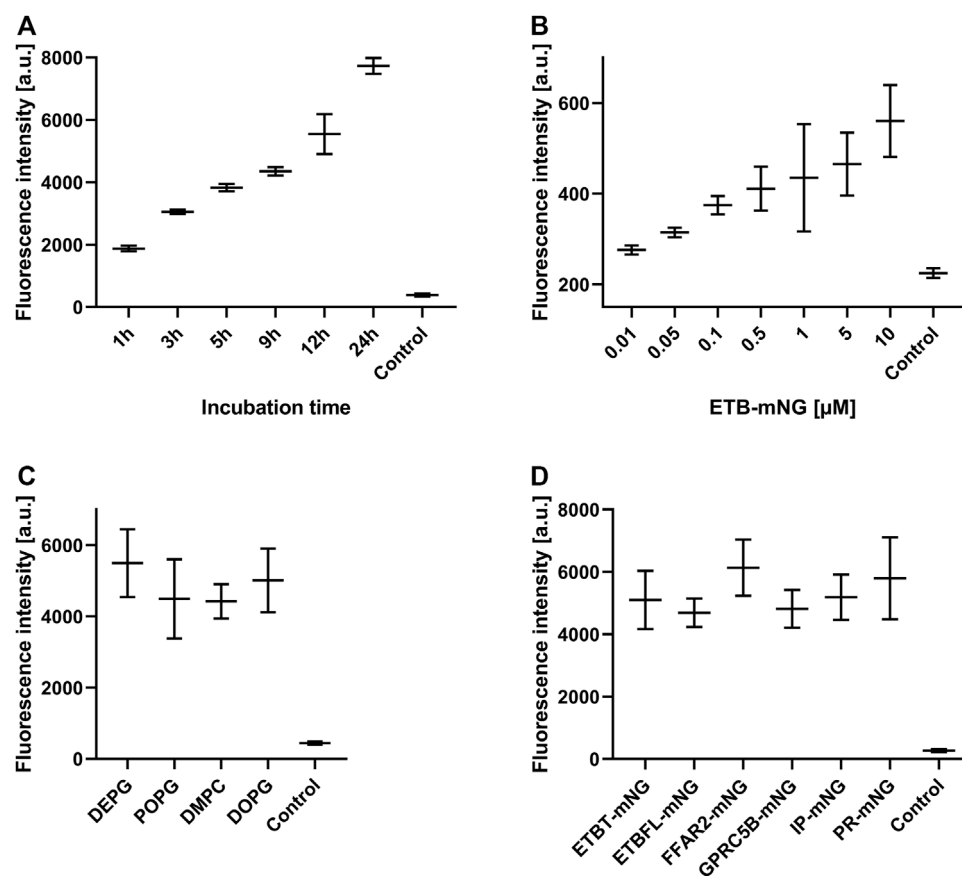 A
Fluorescence intensity [a.u.]
8000
6000
4000
2000
0
1h
3h
5h
9h
12h
24h
Control
Incubation time
B
Fluorescence intensity [a.u.]
600
400
200
0.01
0.05
0.1
0.5
1
5
10
Control
ETB-mNG [µM]
C
Fluorescence intensity [a.u.]
6000
4000
2000
0
DEPG
POPG
DMPC
DOPG
Control
D
Fluorescence intensity [a.u.]
8000
6000
4000
2000
0
ETBT-mNG
ETBFL-mNG
FFAR2-mNG
GPRC5B-mNG
IP-mNG
PR-mNG
Control